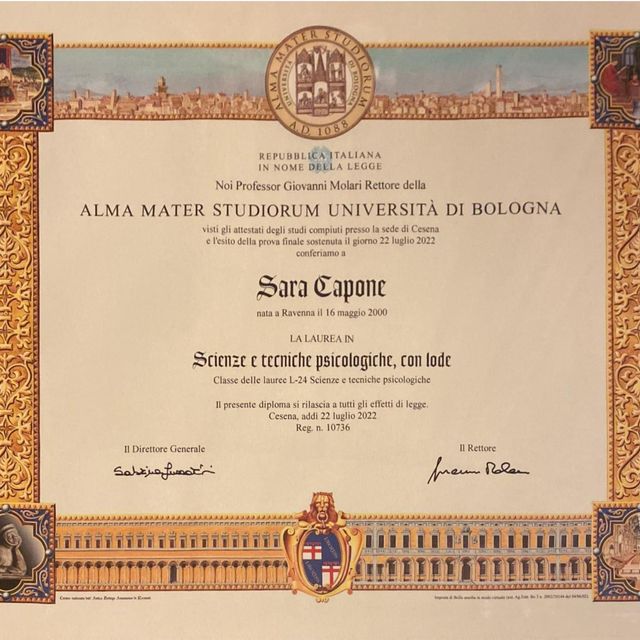 ALMA MATER STUDIORUM
UNIVERSITÀ DI BOLOGNA
A.D. 1088
REPUBBLICA ITALIANA
IN NOME DELLA LEGGE
Noi Professor Giovanni Molari Rettore della
ALMA MATER STUDIORUM UNIVERSITÀ DI BOLOGNA
visti gli attestati degli studi compiuti presso la sede di Cesena
e l'esito della prova finale sostenuta il giorno 22 luglio 2022
conferiamo a
Sara Capone
nata a Ravenna il 16 maggio 2000
LA LAUREA IN
Scienze e tecniche psicologiche, con lode
Classe delle lauree L-24 Scienze e tecniche psicologiche
Il presente diploma si rilascia a tutti gli effetti di legge.
Cesena, addì 22 luglio 2022
Reg. n. 10736
Il Direttore Generale
Il Rettore